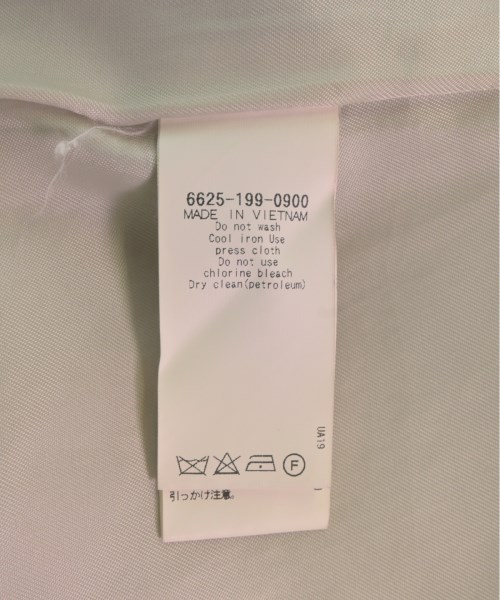 6625-199-0900
MADE IN VIETNAM
Do not wash
Cool iron Use
press cloth
Do not use
chlorine bleach
Dry clean(petroleum)
UA19
F
引っかけ注意。